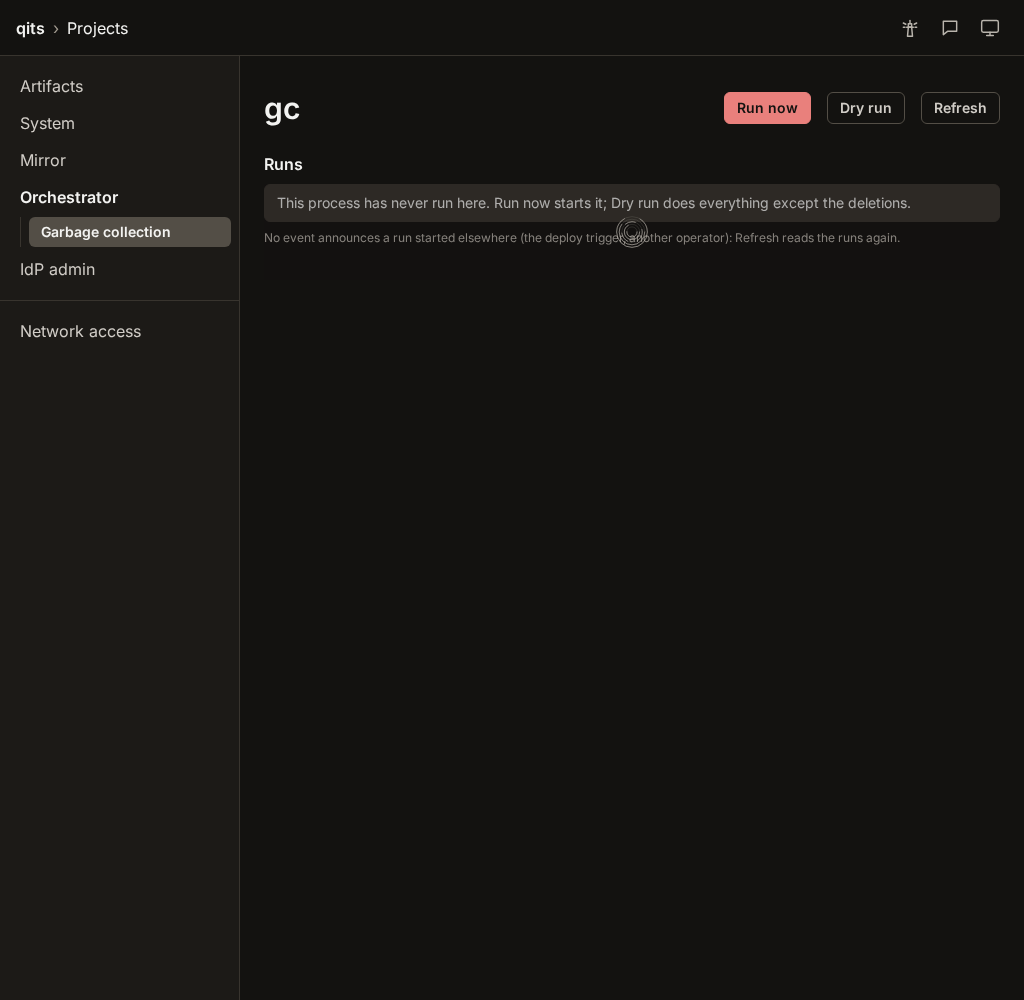 qits › Projects
Artifacts
System
Mirror
Orchestrator
Garbage collection
IdP admin
Network access
gc
Run now
Dry run
Refresh
Runs
This process has never run here. Run now starts it; Dry run does everything except the deletions.
No event announces a run started elsewhere (the deploy trigger, another operator): Refresh reads the runs again.